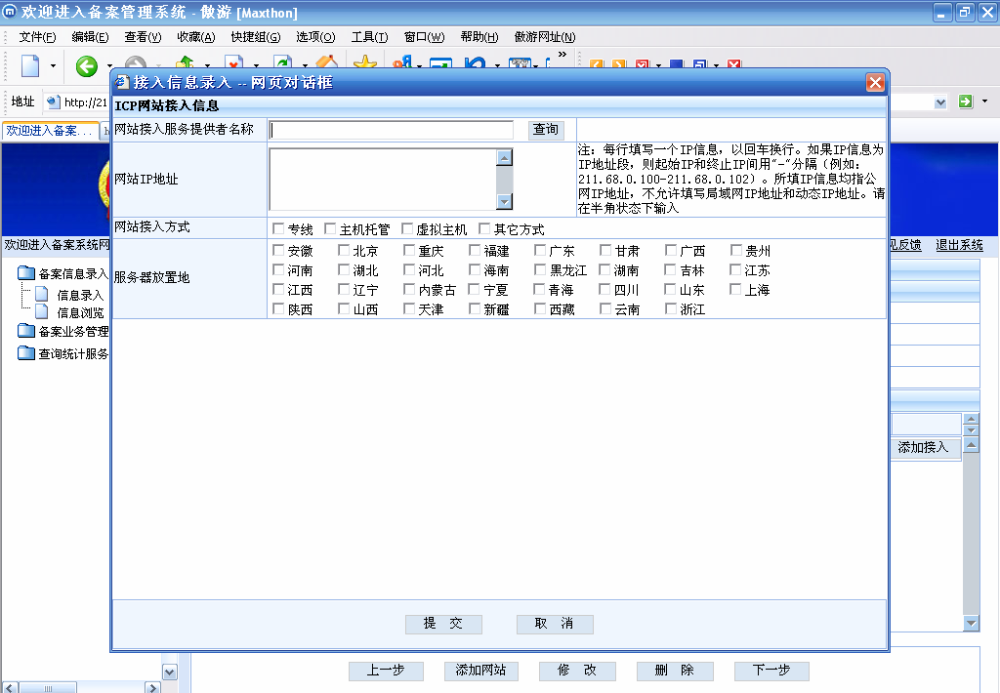 欢迎进入备案管理系统 - 傲游 [Maxthon]
文件(F) 编辑(E) 查看(V) 收藏(A) 快捷组(G) 选项(O) 工具(T) 窗口(W) 帮助(H) 傲游网址(N)
地址 http://21
欢迎进入备案...
接入信息录入 -- 网页对话框
ICP网站接入信息
网站接入服务提供者名称 查询
网站IP地址
注：每行填写一个IP信息，以回车换行。如果IP信息为
IP地址段，则起始IP和终止IP间用"-"分隔（例如：
211.68.0.100-211.68.0.102）。所填IP信息均指公
网IP地址，不允许填写局域网IP地址和动态IP地址。请
在半角状态下输入
网站接入方式 专线 主机托管 虚拟主机 其它方式
服务器放置地
安徽 北京 重庆 福建 广东 甘肃 广西 贵州
河南 湖北 河北 海南 黑龙江 湖南 吉林 江苏
江西 辽宁 内蒙古 宁夏 青海 四川 山东 上海
陕西 山西 天津 新疆 西藏 云南 浙江
提 交 取 消
欢迎进入备案系统网
见反馈 退出系统
备案信息录入
信息录入
信息浏览
备案业务管理
查询统计服务
添加接入
上一步 添加网站 修 改 删 除 下一步